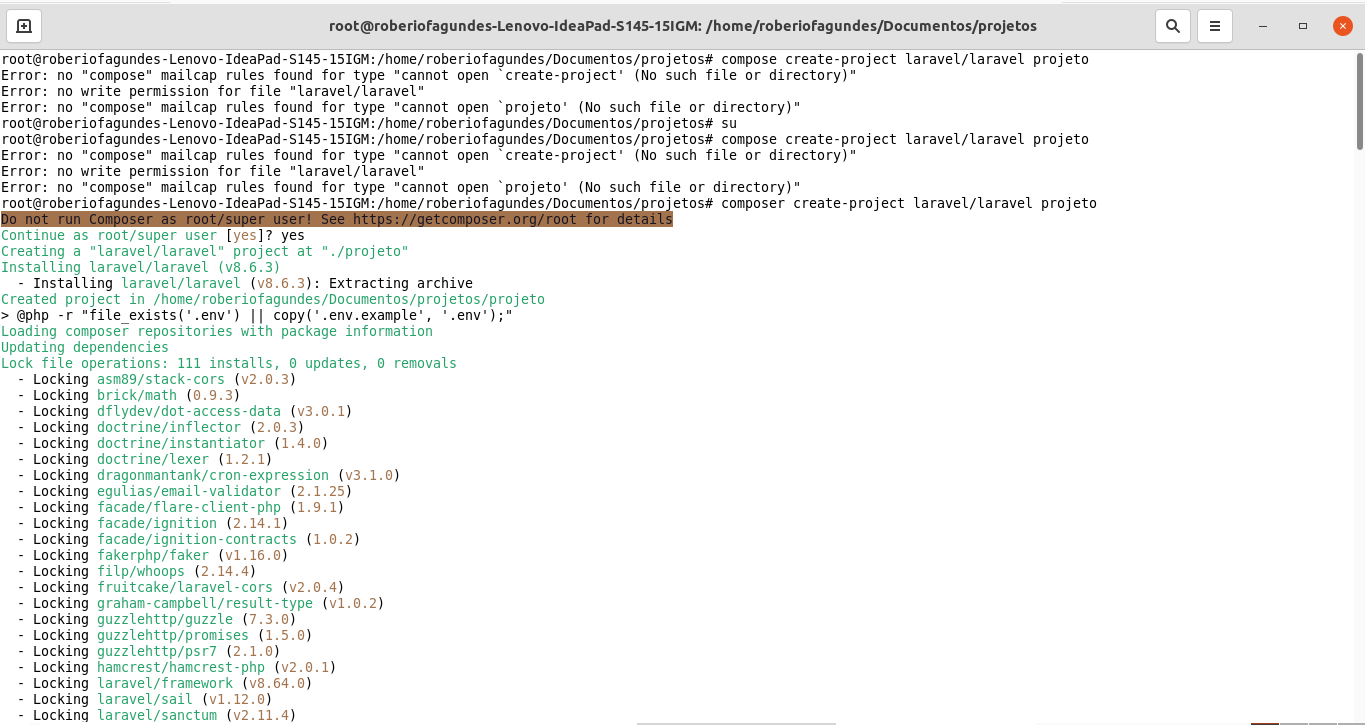 root@roberiofagundes-Lenovo-IdeaPad-S145-15IGM: /home/roberiofagundes/Documentos/projetos
root@roberiofagundes-Lenovo-IdeaPad-S145-15IGM:/home/roberiofagundes/Documentos/projetos# compose create-project laravel/laravel projeto
Error: no "compose" mailcap rules found for type "cannot open `create-project' (No such file or directory)"
Error: no write permission for file "laravel/laravel"
Error: no "compose" mailcap rules found for type "cannot open `projeto' (No such file or directory)"
root@roberiofagundes-Lenovo-IdeaPad-S145-15IGM:/home/roberiofagundes/Documentos/projetos# su
root@roberiofagundes-Lenovo-IdeaPad-S145-15IGM:/home/roberiofagundes/Documentos/projetos# compose create-project laravel/laravel projeto
Error: no "compose" mailcap rules found for type "cannot open `create-project' (No such file or directory)"
Error: no write permission for file "laravel/laravel"
Error: no "compose" mailcap rules found for type "cannot open `projeto' (No such file or directory)"
root@roberiofagundes-Lenovo-IdeaPad-S145-15IGM:/home/roberiofagundes/Documentos/projetos# composer create-project laravel/laravel projeto
Do not run Composer as root/super user! See https://getcomposer.org/root for details
Continue as root/super user [yes]? yes
Creating a "laravel/laravel" project at "./projeto"
Installing laravel/laravel (v8.6.3)
  - Installing laravel/laravel (v8.6.3): Extracting archive
Created project in /home/roberiofagundes/Documentos/projetos/projeto
> @php -r "file_exists('.env') || copy('.env.example', '.env');"
Loading composer repositories with package information
Updating dependencies
Lock file operations: 111 installs, 0 updates, 0 removals
  - Locking asm89/stack-cors (v2.0.3)
  - Locking brick/math (0.9.3)
  - Locking dflydev/dot-access-data (v3.0.1)
  - Locking doctrine/inflector (2.0.3)
  - Locking doctrine/instantiator (1.4.0)
  - Locking doctrine/lexer (1.2.1)
  - Locking dragonmantank/cron-expression (v3.1.0)
  - Locking egulias/email-validator (2.1.25)
  - Locking facade/flare-client-php (1.9.1)
  - Locking facade/ignition (2.14.1)
  - Locking facade/ignition-contracts (1.0.2)
  - Locking fakerphp/faker (v1.16.0)
  - Locking filp/whoops (2.14.4)
  - Locking fruitcake/laravel-cors (v2.0.4)
  - Locking graham-campbell/result-type (v1.0.2)
  - Locking guzzlehttp/guzzle (7.3.0)
  - Locking guzzlehttp/promises (1.5.0)
  - Locking guzzlehttp/psr7 (2.1.0)
  - Locking hamcrest/hamcrest-php (v2.0.1)
  - Locking laravel/framework (v8.64.0)
  - Locking laravel/sail (v1.12.0)
  - Locking laravel/sanctum (v2.11.4)